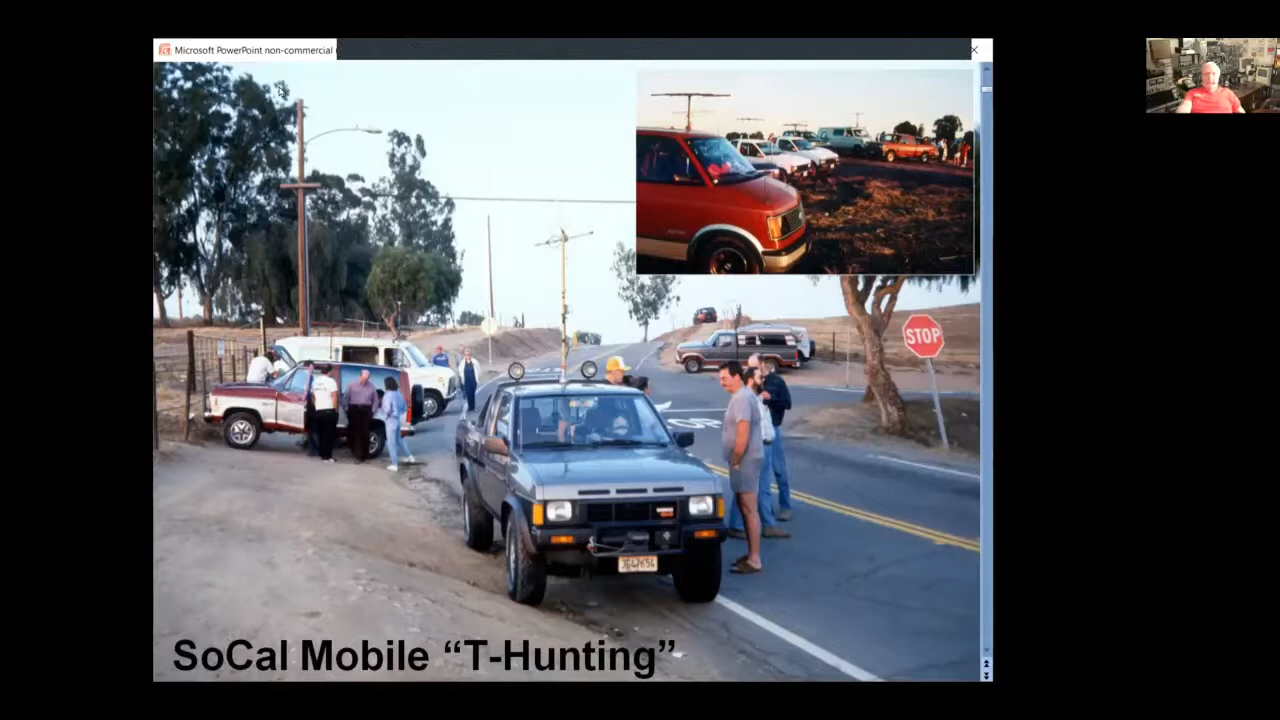 Microsoft PowerPoint non-commercial
STOP
SoCal Mobile “T-Hunting”